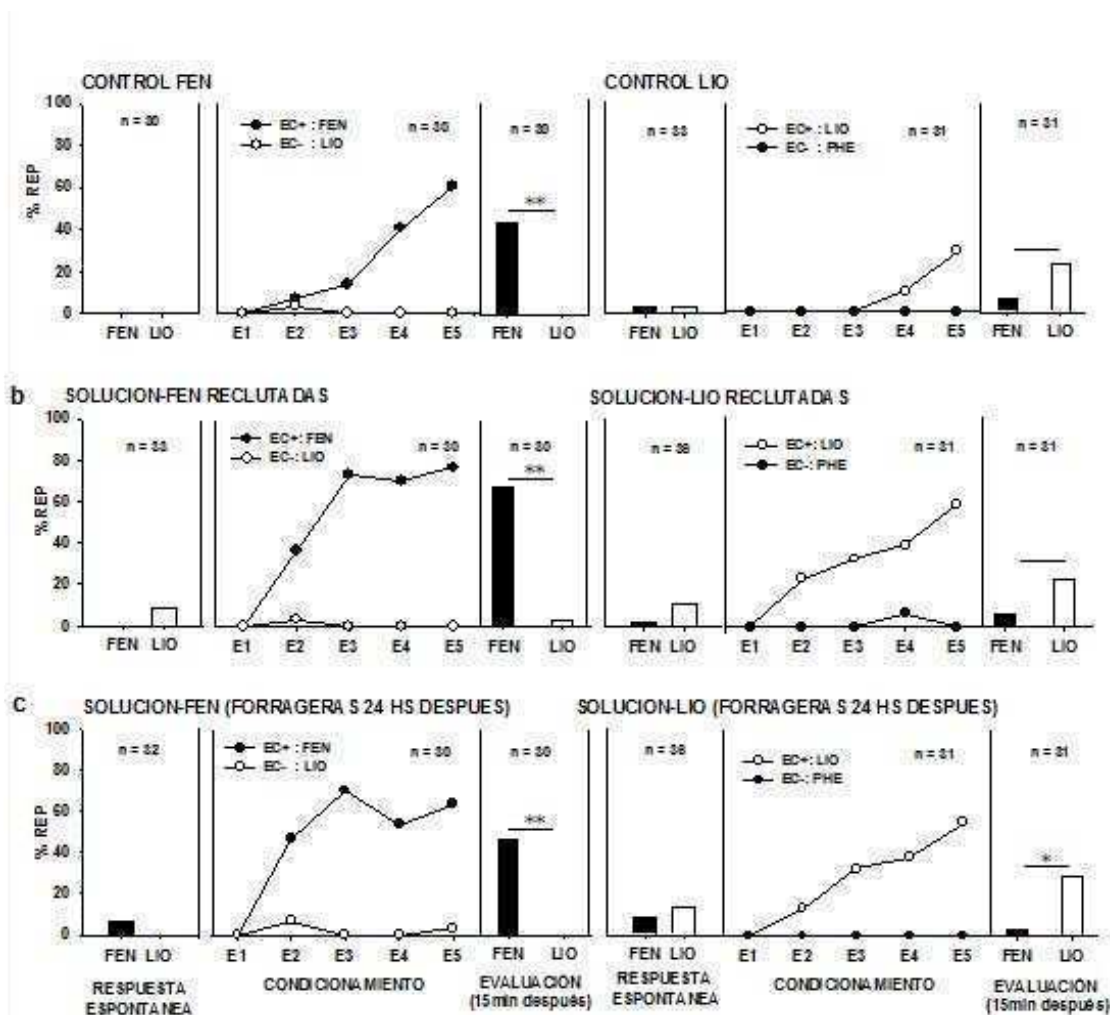 CONTROL FEN
CONTROL LIO
% REP
100
80
60
40
20
0
n = 30
EC+ : FEN
EC- : LIO
n = 30
n = 30
**
n = 33
EC+ : LIO
EC- : PHE
n = 31
n = 31
FEN LIO
E1 E2 E3 E4 E5
FEN LIO
FEN LIO
E1 E2 E3 E4 E5
FEN LIO
b
SOLUCION-FEN RECLUTADAS
SOLUCION-LIO RECLUTADAS
% REP
100
80
60
40
20
0
n = 33
EC+: FEN
EC-: LIO
n = 30
n = 30
**
n = 36
EC+: LIO
EC-: PHE
n = 31
n = 31
FEN LIO
E1 E2 E3 E4 E5
FEN LIO
FEN LIO
E1 E2 E3 E4 E5
FEN LIO
c
SOLUCION-FEN (FORRAGERAS 24 HS DESPUES)
SOLUCION-LIO (FORRAGERAS 24 HS DESPUES)
% REP
100
80
60
40
20
0
n = 32
EC+ : FEN
EC- : LIO
n = 30
n = 30
**
n = 36
EC+: LIO
EC-: PHE
n = 31
n = 31
*
FEN LIO
E1 E2 E3 E4 E5
FEN LIO
FEN LIO
E1 E2 E3 E4 E5
FEN LIO
RESPUESTA
ESPONTANEA
CONDICIONAMIENTO
EVALUACIÓN
(15min después)
RESPUESTA
ESPONTANEA
CONDICIONAMIENTO
EVALUACIÓN
(15min después)